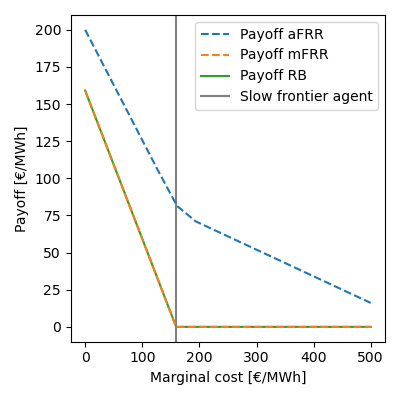 200
175
150
125
100
75
50
25
0
Payoff [€/MWh]
Payoff aFRR
Payoff mFRR
Payoff RB
Slow frontier agent
0 100 200 300 400 500
Marginal cost [€/MWh]